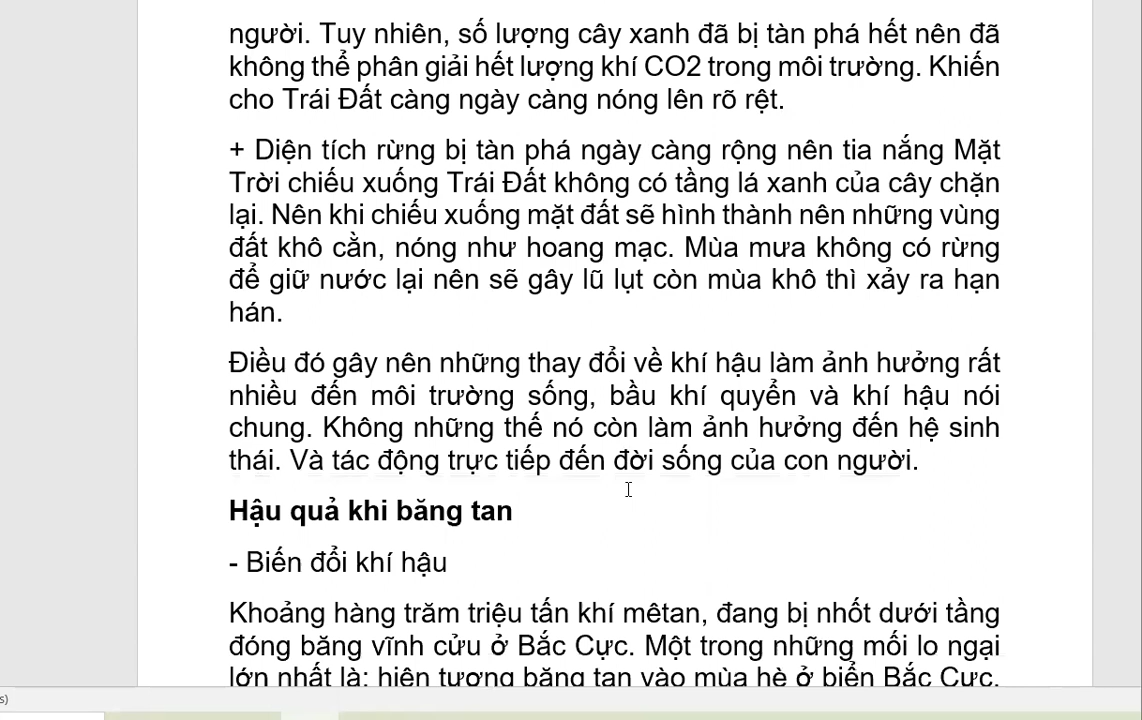 người. Tuy nhiên, số lượng cây xanh đã bị tàn phá hết nên đã
không thể phân giải hết lượng khí CO2 trong môi trường. Khiến
cho Trái Đất càng ngày càng nóng lên rõ rệt.
+ Diện tích rừng bị tàn phá ngày càng rộng nên tia nắng Mặt
Trời chiếu xuống Trái Đất không có tầng lá xanh của cây chặn
lại. Nên khi chiếu xuống mặt đất sẽ hình thành nên những vùng
đất khô cằn, nóng như hoang mạc. Mùa mưa không có rừng
để giữ nước lại nên sẽ gây lũ lụt còn mùa khô thì xảy ra hạn
hán.
Điều đó gây nên những thay đổi về khí hậu làm ảnh hưởng rất
nhiều đến môi trường sống, bầu khí quyển và khí hậu nói
chung. Không những thế nó còn làm ảnh hưởng đến hệ sinh
thái. Và tác động trực tiếp đến đời sống của con người.
Hậu quả khi băng tan
- Biến đổi khí hậu
Khoảng hàng trăm triệu tấn khí mêtan, đang bị nhốt dưới tầng
đóng băng vĩnh cửu ở Bắc Cực. Một trong những mối lo ngại
lớn nhất là: hiện tượng băng tan vào mùa hè ở biển Bắc Cực.
s)